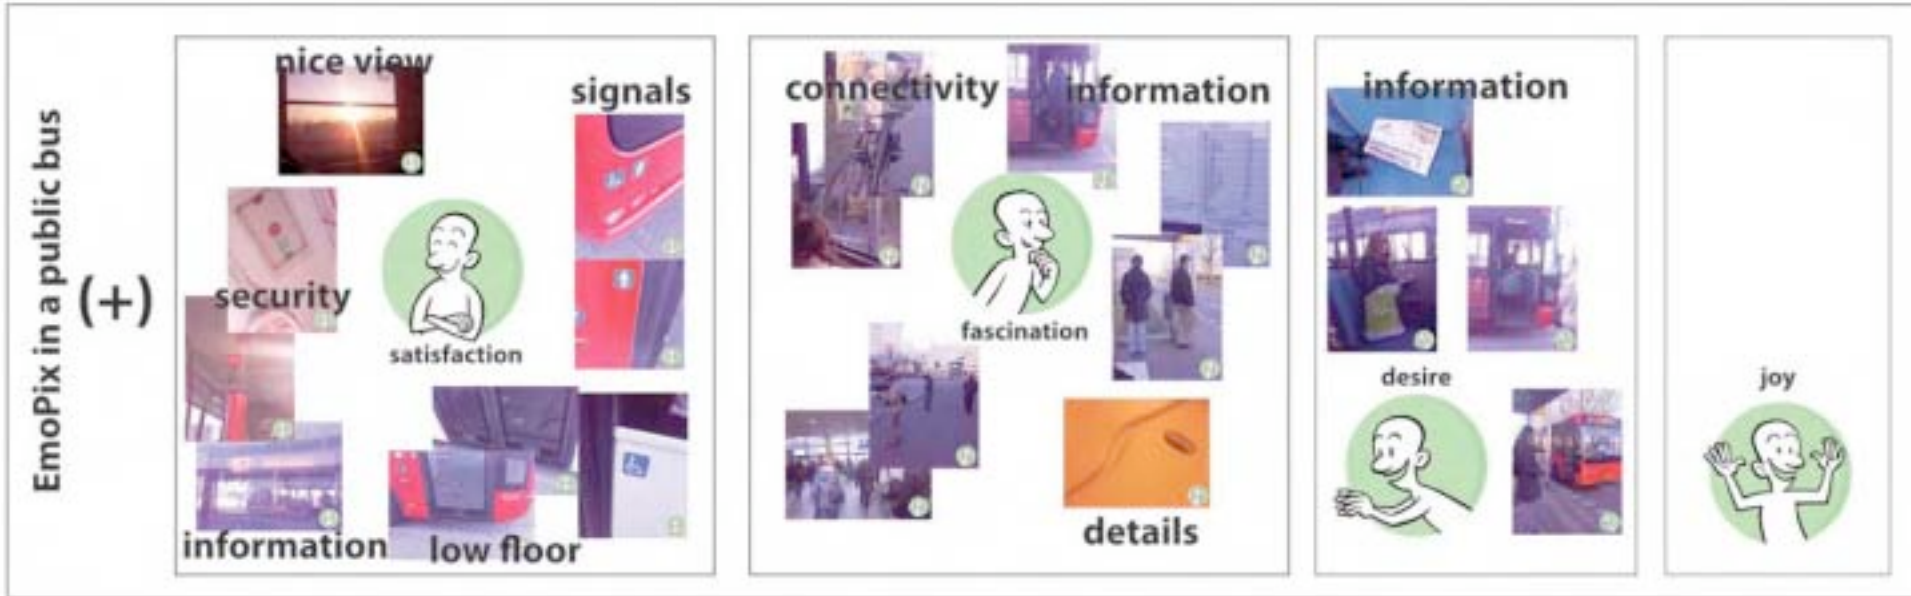 EmoPix in a public bus
(+)
nice view
signals
security
satisfaction
information
low floor
connectivity
information
fascination
details
information
desire
joy